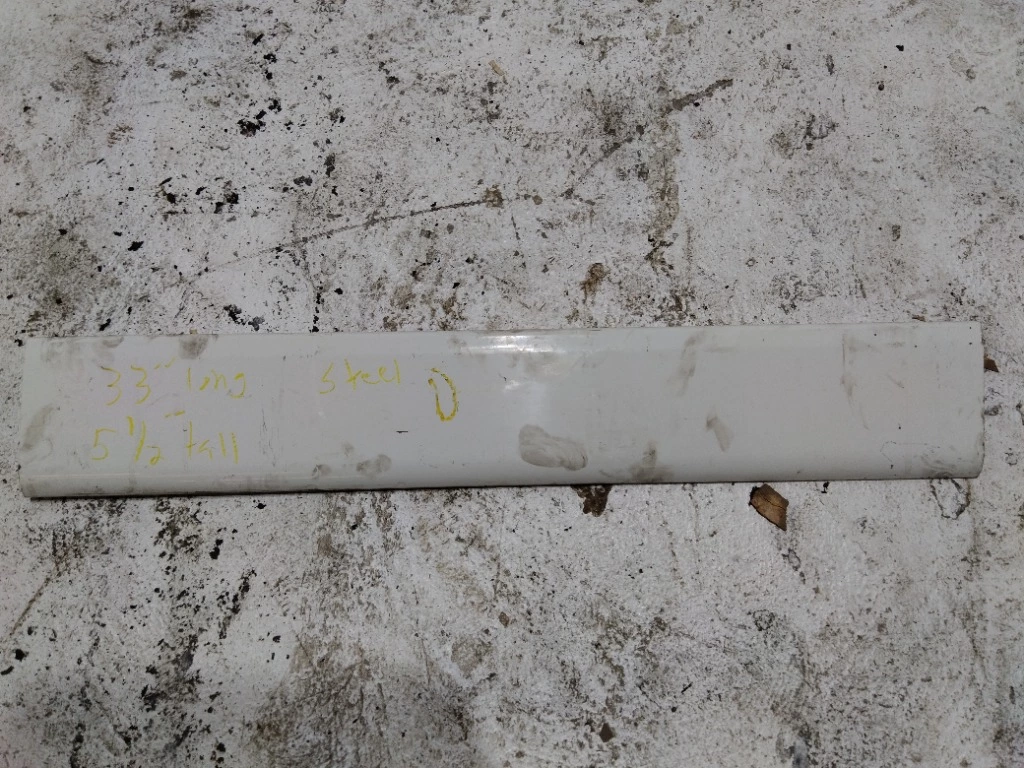 33" long steel D
5 1/2" tall